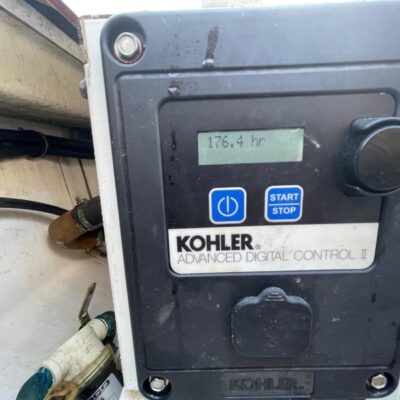 176.4 hr
START
STOP
KOHLER®
ADVANCED DIGITAL CONTROL II
KOHLER